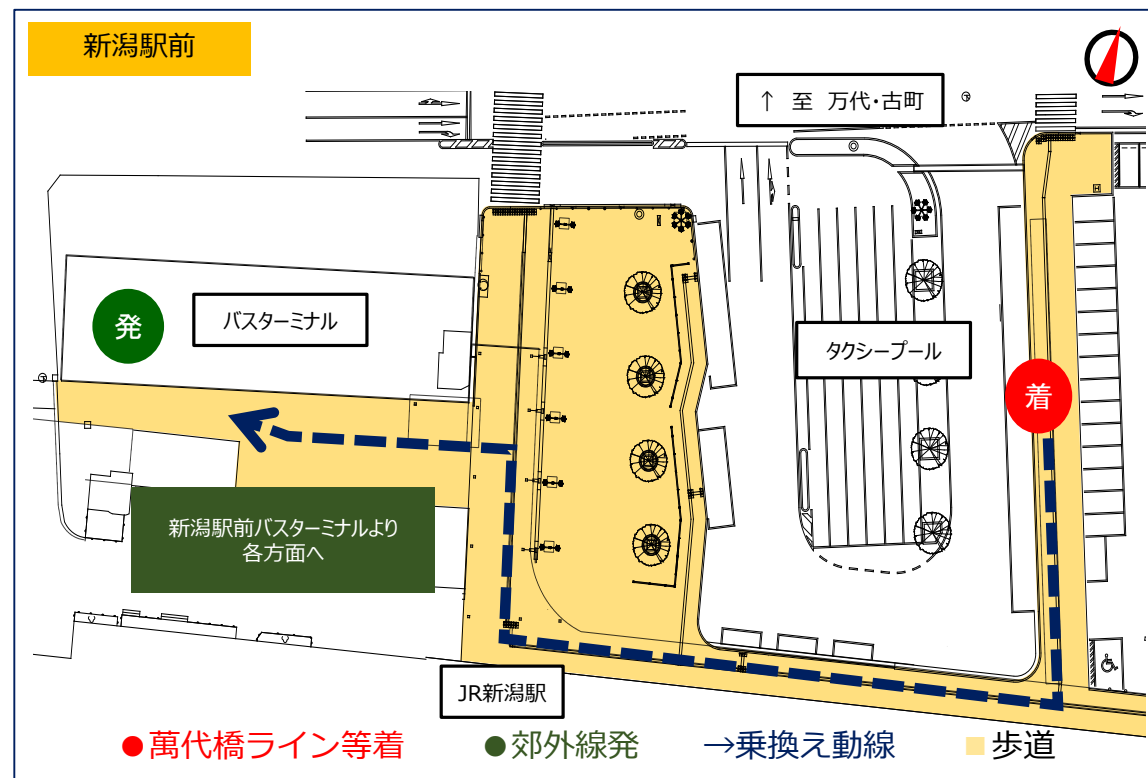 新潟駅前
↑ 至 万代・古町
発
バスターミナル
タクシープール
着
新潟駅前バスターミナルより
各方面へ
JR新潟駅
●萬代橋ライン等着 ●郊外線発 →乗換え動線 ■歩道